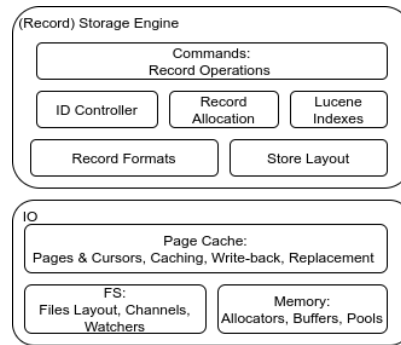 (Record) Storage Engine
Commands:
Record Operations
ID Controller
Record
Allocation
Lucene
Indexes
Record Formats
Store Layout
IO
Page Cache:
Pages & Cursors, Caching, Write-back, Replacement
FS:
Files Layout, Channels,
Watchers
Memory:
Allocators, Buffers, Pools